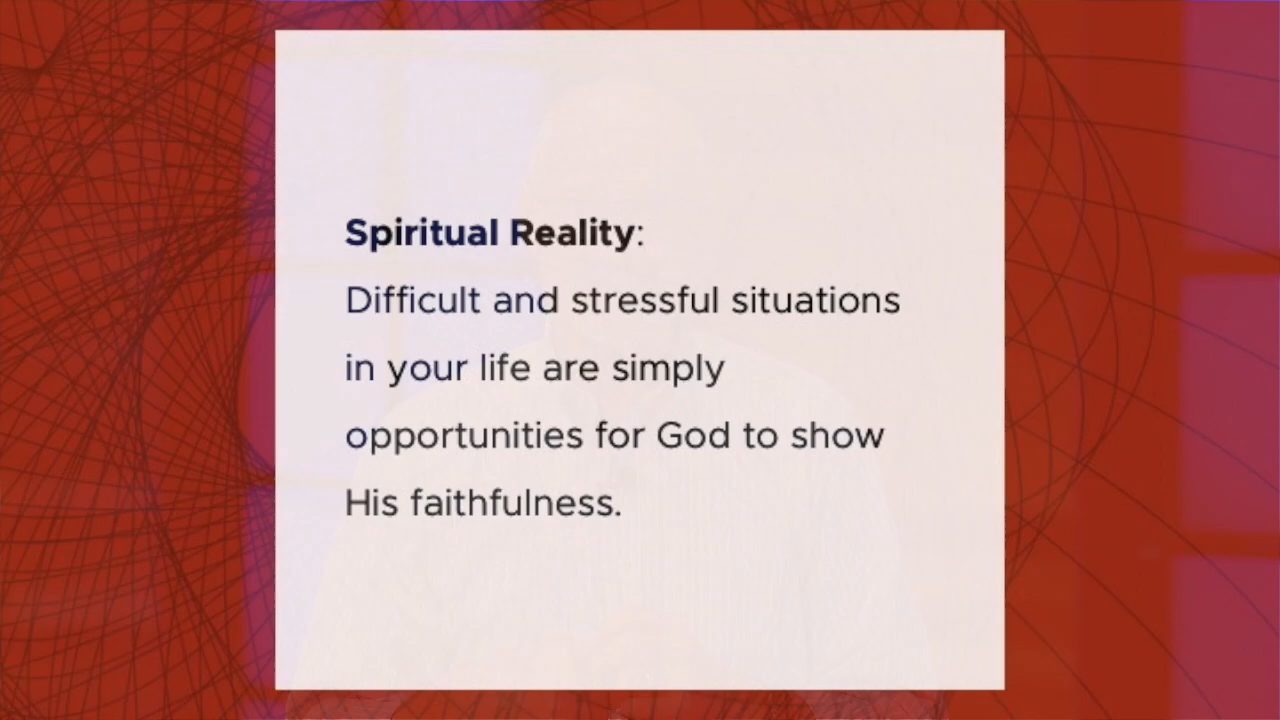 Spiritual Reality:
Difficult and stressful situations
in your life are simply
opportunities for God to show
His faithfulness.